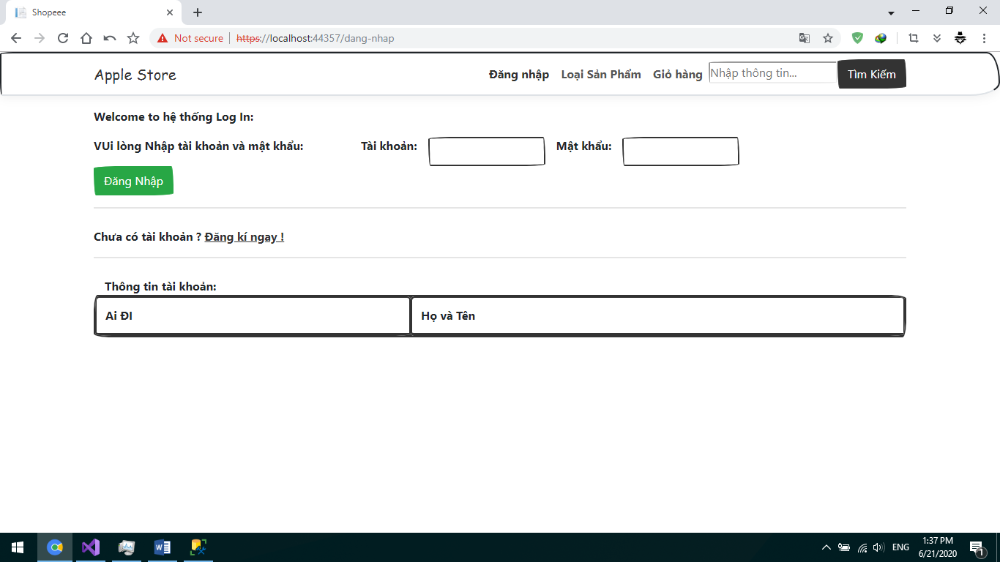 Shopeee
Not secure https://localhost:44357/dang-nhap
Apple Store Đăng nhập Loại Sản Phẩm Giỏ hàng Nhập thông tin... Tìm Kiếm
Welcome to hệ thống Log In:
VUi lòng Nhập tài khoản và mật khẩu: Tài khoản: Mật khẩu:
Đăng Nhập
Chưa có tài khoản ? Đăng kí ngay !
Thông tin tài khoản:
Ai ĐI Họ và Tên
ENG 1:37 PM
6/21/2020
1